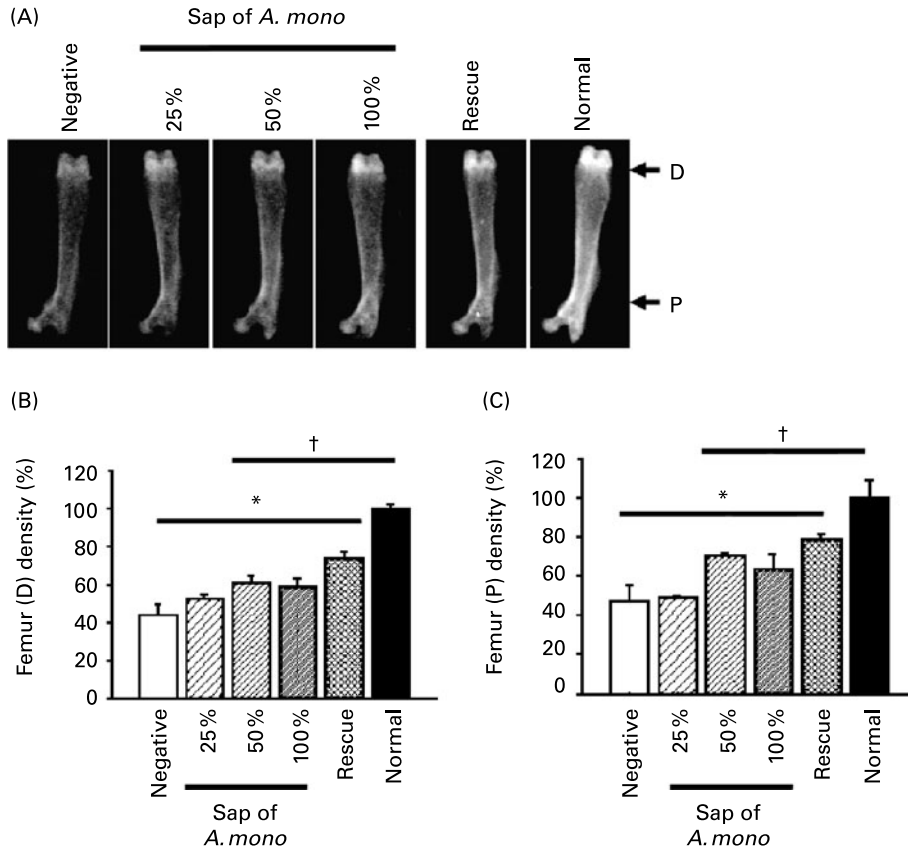 (A)
Sap of A. mono
Negative
25 %
50 %
100 %
Rescue
Normal
D
P
(B)
Femur (D) density (%)
120
100
80
60
40
20
0
*
†
Negative
25 %
50 %
100 %
Rescue
Normal
Sap of
A. mono
(C)
Femur (P) density (%)
120
100
80
60
40
20
0
*
†
Negative
25 %
50 %
100 %
Rescue
Normal
Sap of
A. mono